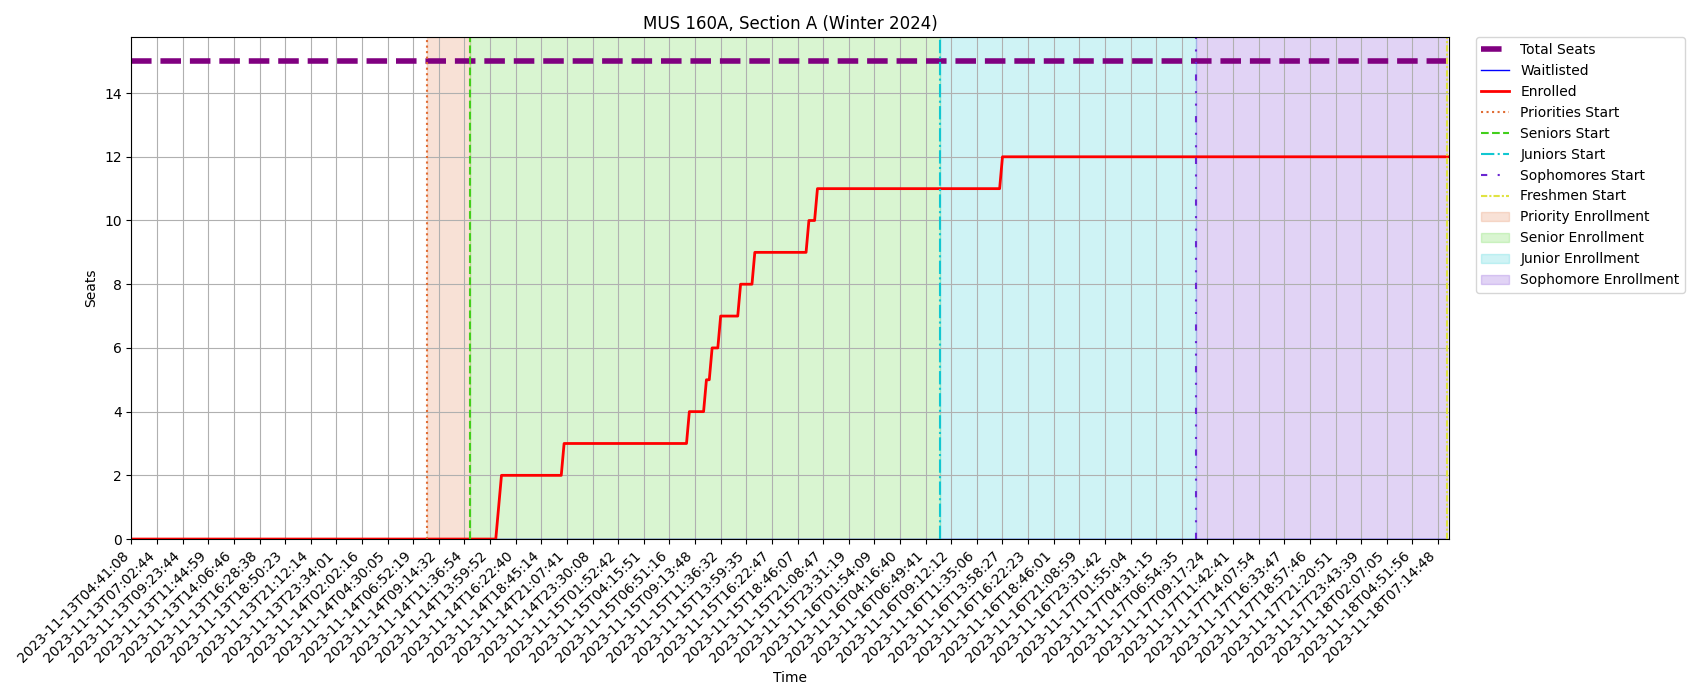 MUS 160A, Section A (Winter 2024)
Seats
14
12
10
8
6
4
2
0
2023-11-13T04:41:08
2023-11-13T07:02:44
2023-11-13T09:23:44
2023-11-13T11:44:59
2023-11-13T14:06:46
2023-11-13T16:28:38
2023-11-13T18:50:23
2023-11-13T21:12:14
2023-11-13T23:34:01
2023-11-14T02:02:16
2023-11-14T04:30:05
2023-11-14T06:52:19
2023-11-14T09:14:32
2023-11-14T11:36:54
2023-11-14T13:59:52
2023-11-14T16:22:40
2023-11-14T18:45:14
2023-11-14T21:07:41
2023-11-14T23:30:08
2023-11-15T01:52:42
2023-11-15T04:15:51
2023-11-15T06:51:16
2023-11-15T09:13:48
2023-11-15T11:36:32
2023-11-15T13:59:35
2023-11-15T16:22:47
2023-11-15T18:46:07
2023-11-15T21:08:47
2023-11-15T23:31:19
2023-11-16T01:54:09
2023-11-16T04:16:40
2023-11-16T06:49:41
2023-11-16T09:12:12
2023-11-16T11:35:06
2023-11-16T13:58:27
2023-11-16T16:22:23
2023-11-16T18:46:01
2023-11-16T21:08:59
2023-11-16T23:31:42
2023-11-17T01:55:04
2023-11-17T04:31:15
2023-11-17T06:54:35
2023-11-17T09:17:24
2023-11-17T11:42:41
2023-11-17T14:07:54
2023-11-17T16:33:47
2023-11-17T18:57:46
2023-11-17T21:20:51
2023-11-17T23:43:39
2023-11-18T02:07:05
2023-11-18T04:51:56
2023-11-18T07:14:48
Time
Total Seats
Waitlisted
Enrolled
Priorities Start
Seniors Start
Juniors Start
Sophomores Start
Freshmen Start
Priority Enrollment
Senior Enrollment
Junior Enrollment
Sophomore Enrollment